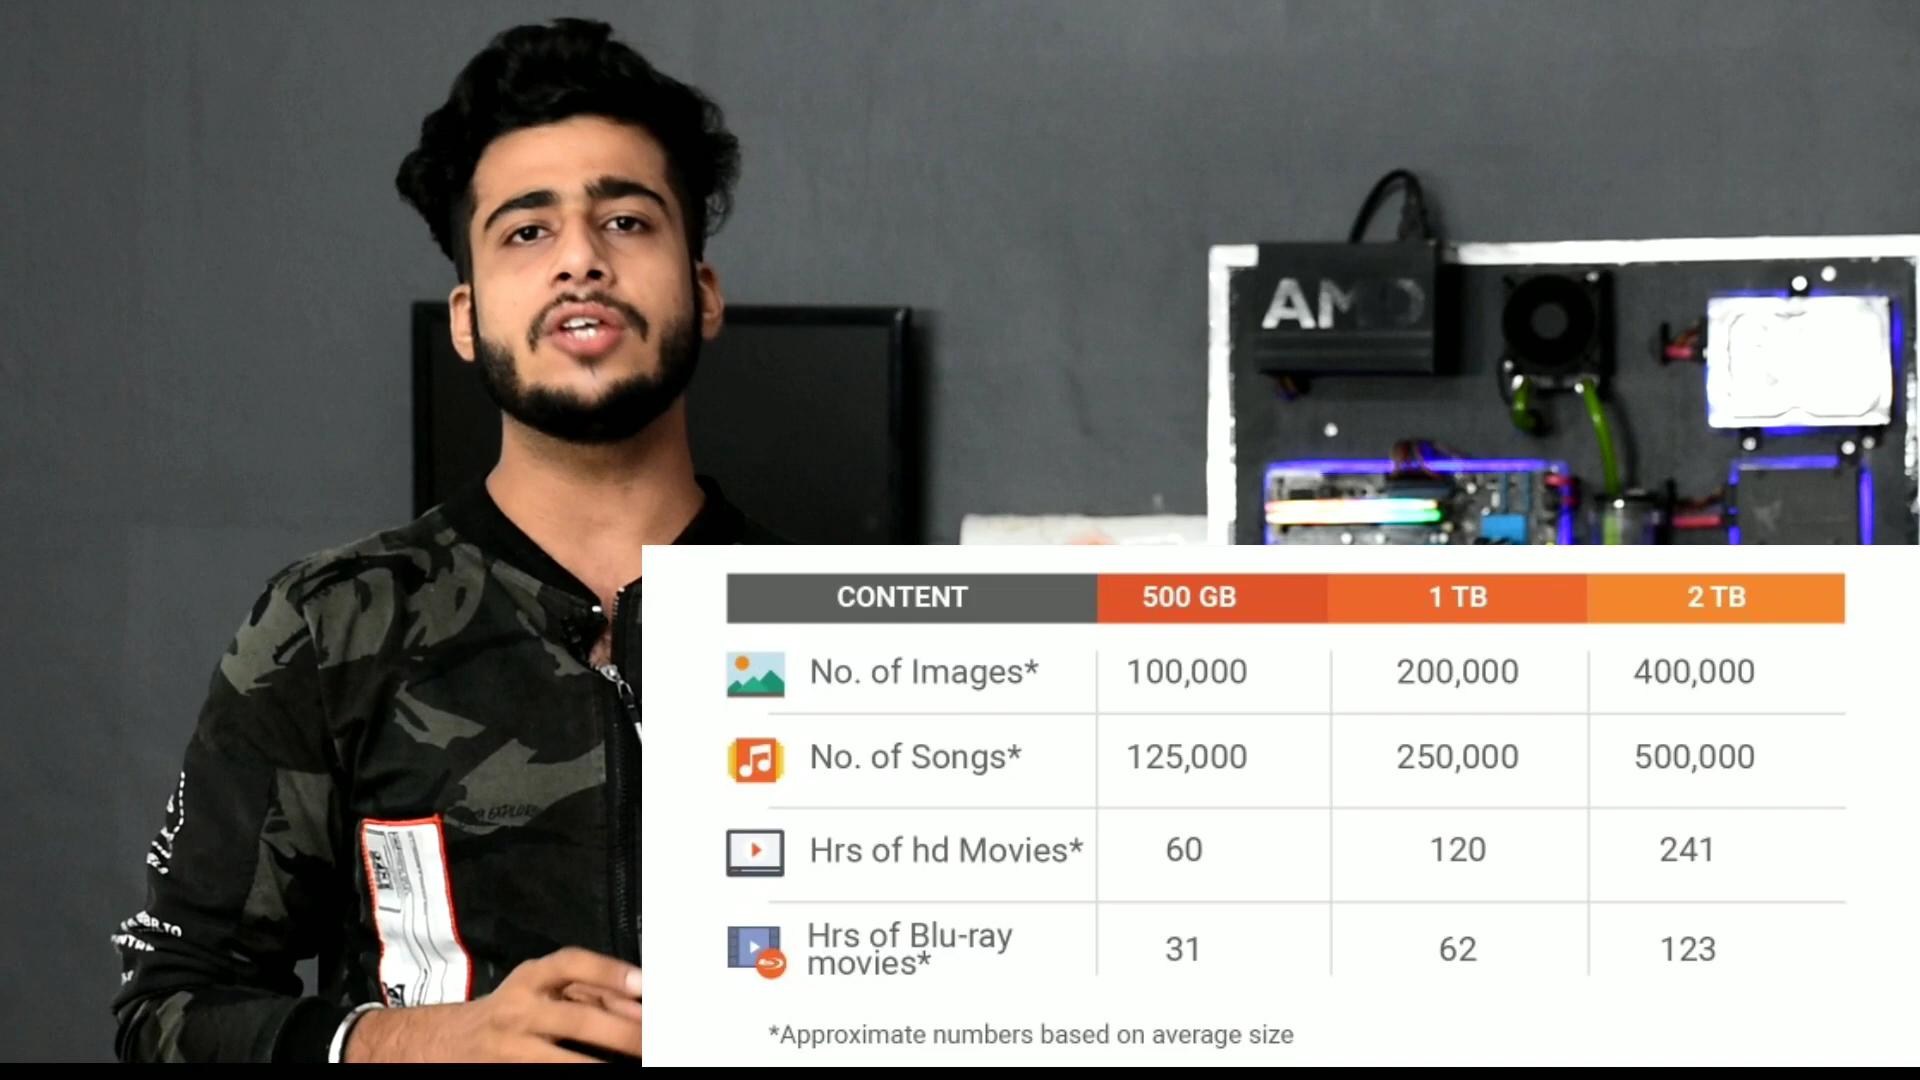 AMD
CONTENT 500 GB 1 TB 2 TB
No. of Images* 100,000 200,000 400,000
No. of Songs* 125,000 250,000 500,000
Hrs of hd Movies* 60 120 241
Hrs of Blu-ray
movies* 31 62 123
*Approximate numbers based on average size